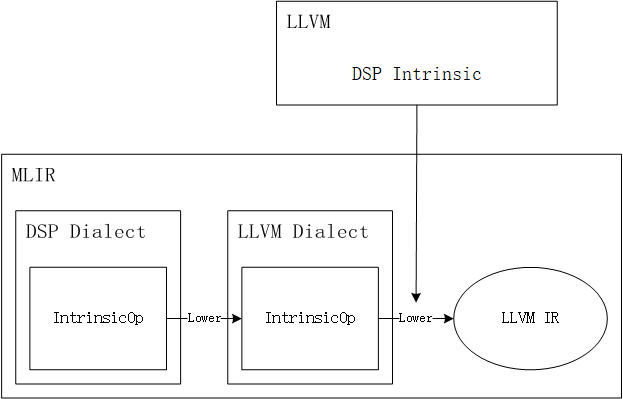 LLVM
DSP Intrinsic
MLIR
DSP Dialect
LLVM Dialect
IntrinsicOp
Lower
IntrinsicOp
Lower
LLVM IR